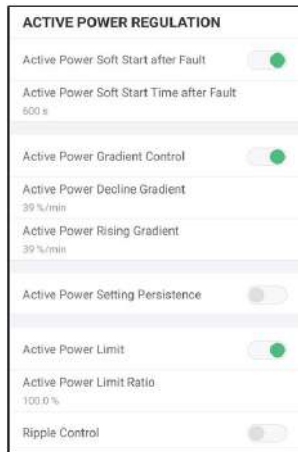 ACTIVE POWER REGULATION
Active Power Soft Start after Fault
Active Power Soft Start Time after Fault
600 s
Active Power Gradient Control
Active Power Decline Gradient
39 %/min
Active Power Rising Gradient
39 %/min
Active Power Setting Persistence
Active Power Limit
Active Power Limit Ratio
100.0 %
Ripple Control